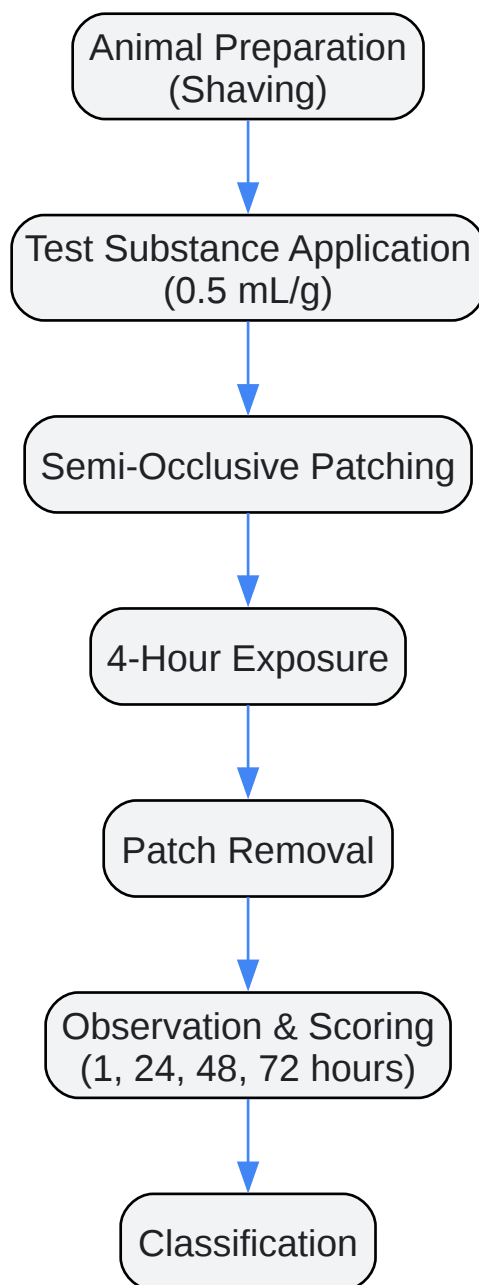 Animal Preparation
(Shaving)
Test Substance Application
(0.5 mL/g)
Semi-Occlusive Patching
4-Hour Exposure
Patch Removal
Observation & Scoring
(1, 24, 48, 72 hours)
Classification